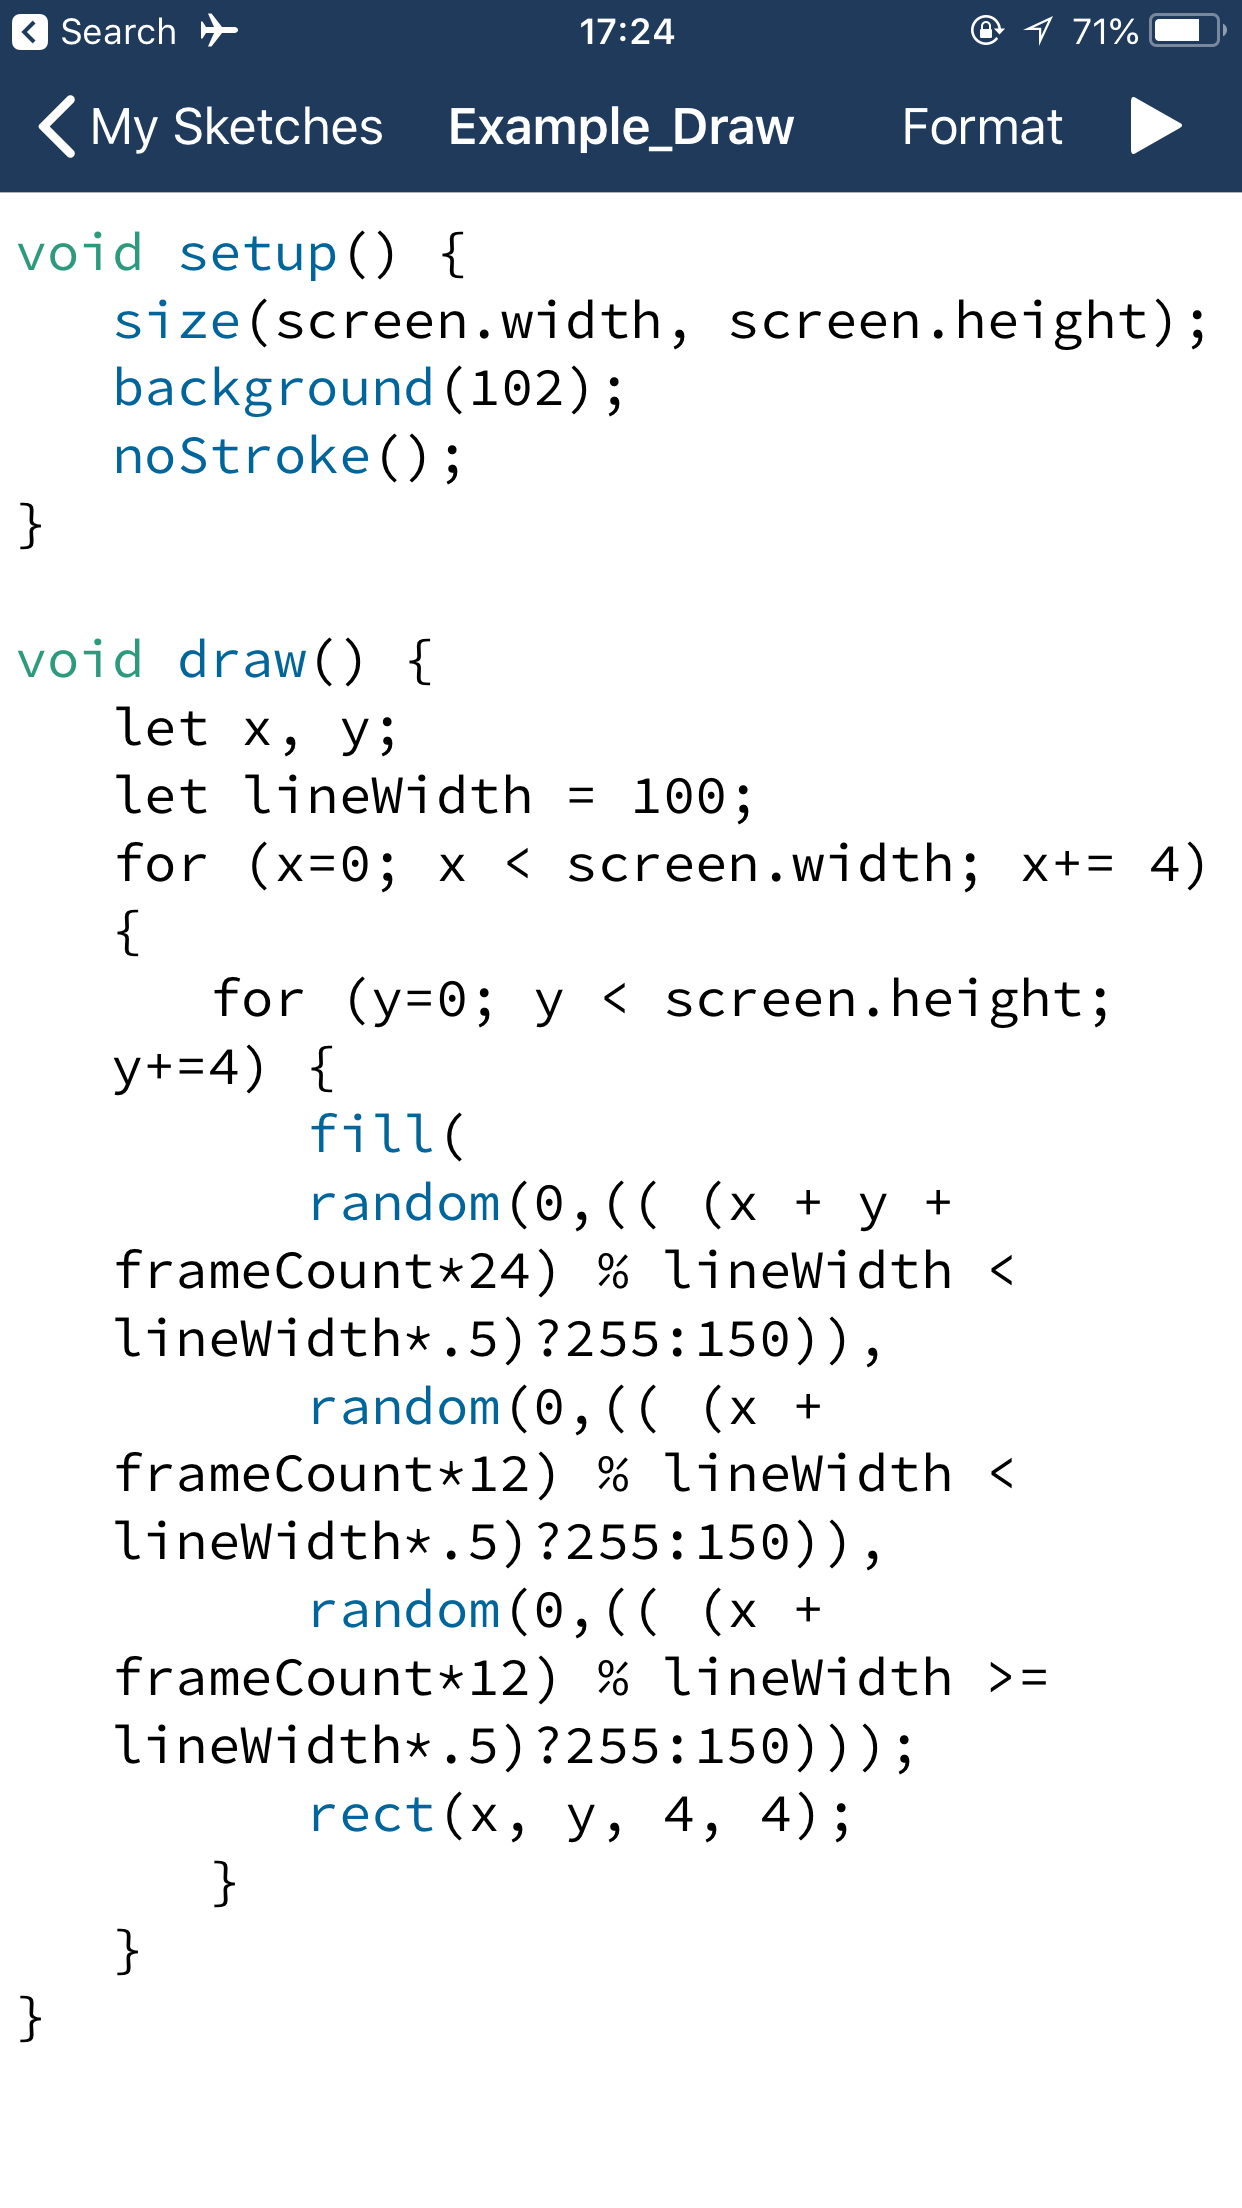 Search 17:24 71%
My Sketches Example_Draw Format
void setup() {
size(screen.width, screen.height);
background(102);
noStroke();
}
void draw() {
let x, y;
let lineWidth = 100;
for (x=0; x < screen.width; x+= 4)
{
for (y=0; y < screen.height;
y+=4) {
fill(
random(0,(( (x + y +
frameCount*24) % lineWidth <
lineWidth*.5)?255:150)),
random(0,(( (x +
frameCount*12) % lineWidth <
lineWidth*.5)?255:150)),
random(0,(( (x +
frameCount*12) % lineWidth >=
lineWidth*.5)?255:150)));
rect(x, y, 4, 4);
}
}
}